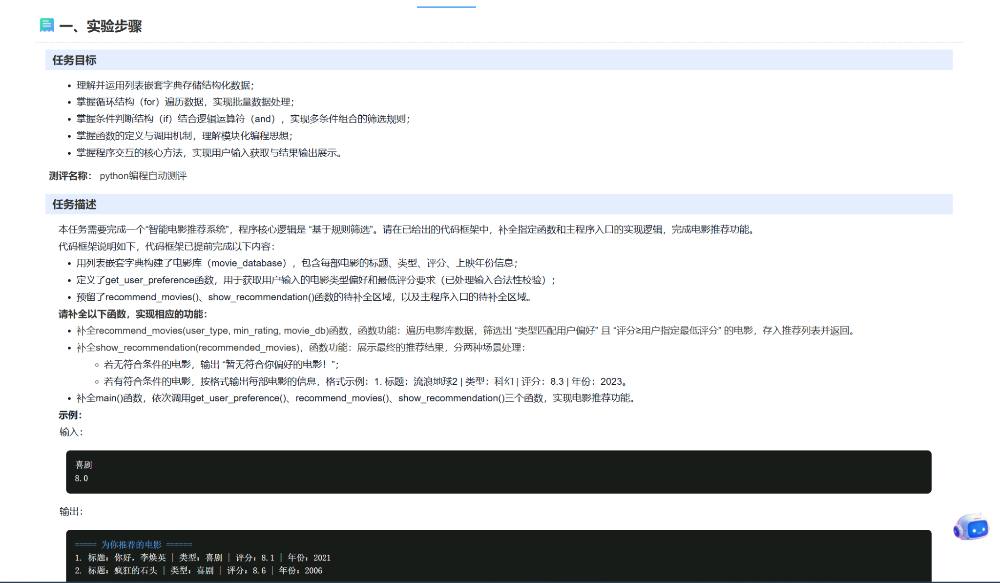 一、实验步骤
任务目标
理解并运用列表嵌套字典存储结构化数据；
掌握循环结构（for）遍历数据，实现批量数据处理；
掌握条件判断结构（if）结合逻辑运算符（and），实现多条件组合的筛选规则；
掌握函数的定义与调用机制，理解模块化编程思想；
掌握程序交互的核心方法，实现用户输入获取与结果输出展示。
测评名称： python编程自动测评
任务描述
本任务需要完成一个“智能电影推荐系统”，程序核心逻辑是 “基于规则筛选”。请在已给出的代码框架中，补全指定函数和主程序入口的实现逻辑，完成电影推荐功能。
代码框架说明如下，代码框架已提前完成以下内容：
用列表嵌套字典构建了电影库（movie_database），包含每部电影的标题、类型、评分、上映年份信息；
定义了get_user_preference函数，用于获取用户输入的电影类型偏好和最低评分要求（已处理输入合法性校验）；
预留了recommend_movies()、show_recommendation()函数的待补全区域，以及主程序入口的待补全区域。
请补全以下函数，实现相应的功能：
补全recommend_movies(user_type, min_rating, movie_db)函数，函数功能：遍历电影库数据，筛选出 “类型匹配用户偏好” 且 “评分≥用户指定最低评分” 的电影，存入推荐列表并返回。
补全show_recommendation(recommended_movies)，函数功能：展示最终的推荐结果，分两种场景处理：
若无符合条件的电影，输出 “暂无符合你偏好的电影！”；
若有符合条件的电影，按格式输出每部电影的信息，格式示例：1. 标题：流浪地球2 | 类型：科幻 | 评分：8.3 | 年份：2023。
补全main()函数，依次调用get_user_preference()、recommend_movies()、show_recommendation()三个函数，实现电影推荐功能。
示例：
输入：
喜剧
8.0
输出：
===== 为你推荐的电影 ======
1. 标题：你好，李焕英 | 类型：喜剧 | 评分：8.1 | 年份：2021
2. 标题：疯狂的石头 | 类型：喜剧 | 评分：8.6 | 年份：2006